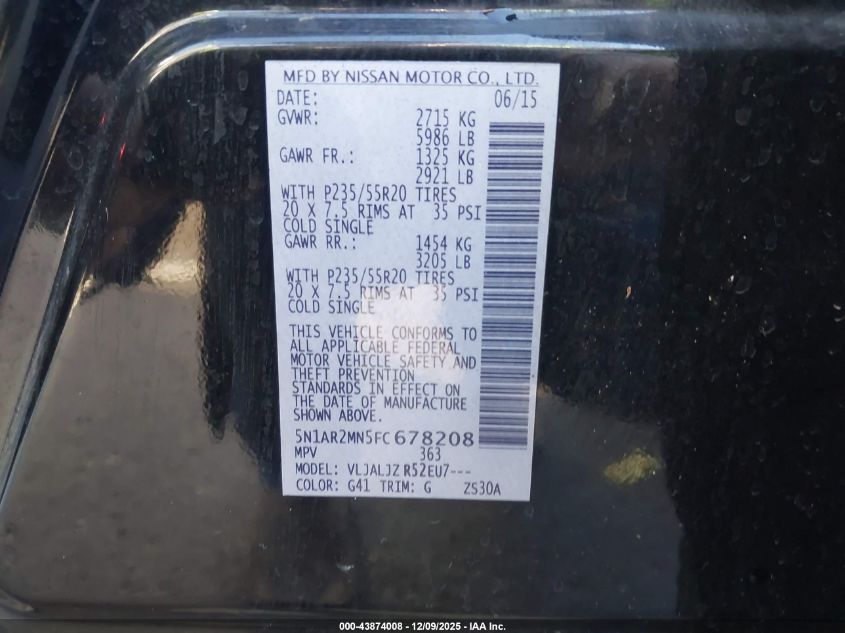 MFD BY NISSAN MOTOR CO., LTD.
DATE: 06/15
GVWR: 2715 KG
5986 LB
GAWR FR.: 1325 KG
2921 LB
WITH P235/55R20 TIRES
20 X 7.5 RIMS AT 35 PSI
COLD SINGLE
GAWR RR.: 1454 KG
3205 LB
WITH P235/55R20 TIRES
20 X 7.5 RIMS AT 35 PSI
COLD SINGLE
THIS VEHICLE CONFORMS TO
ALL APPLICABLE FEDERAL
MOTOR VEHICLE SAFETY AND
THEFT PREVENTION
STANDARDS IN EFFECT ON
THE DATE OF MANUFACTURE
SHOWN ABOVE.
5N1AR2MN5FC678208
MPV 363
MODEL: VLJALJZ R52EU7---
COLOR: G41 TRIM: G ZS30A
000-43874008 - 12/09/2025 - IAA Inc.